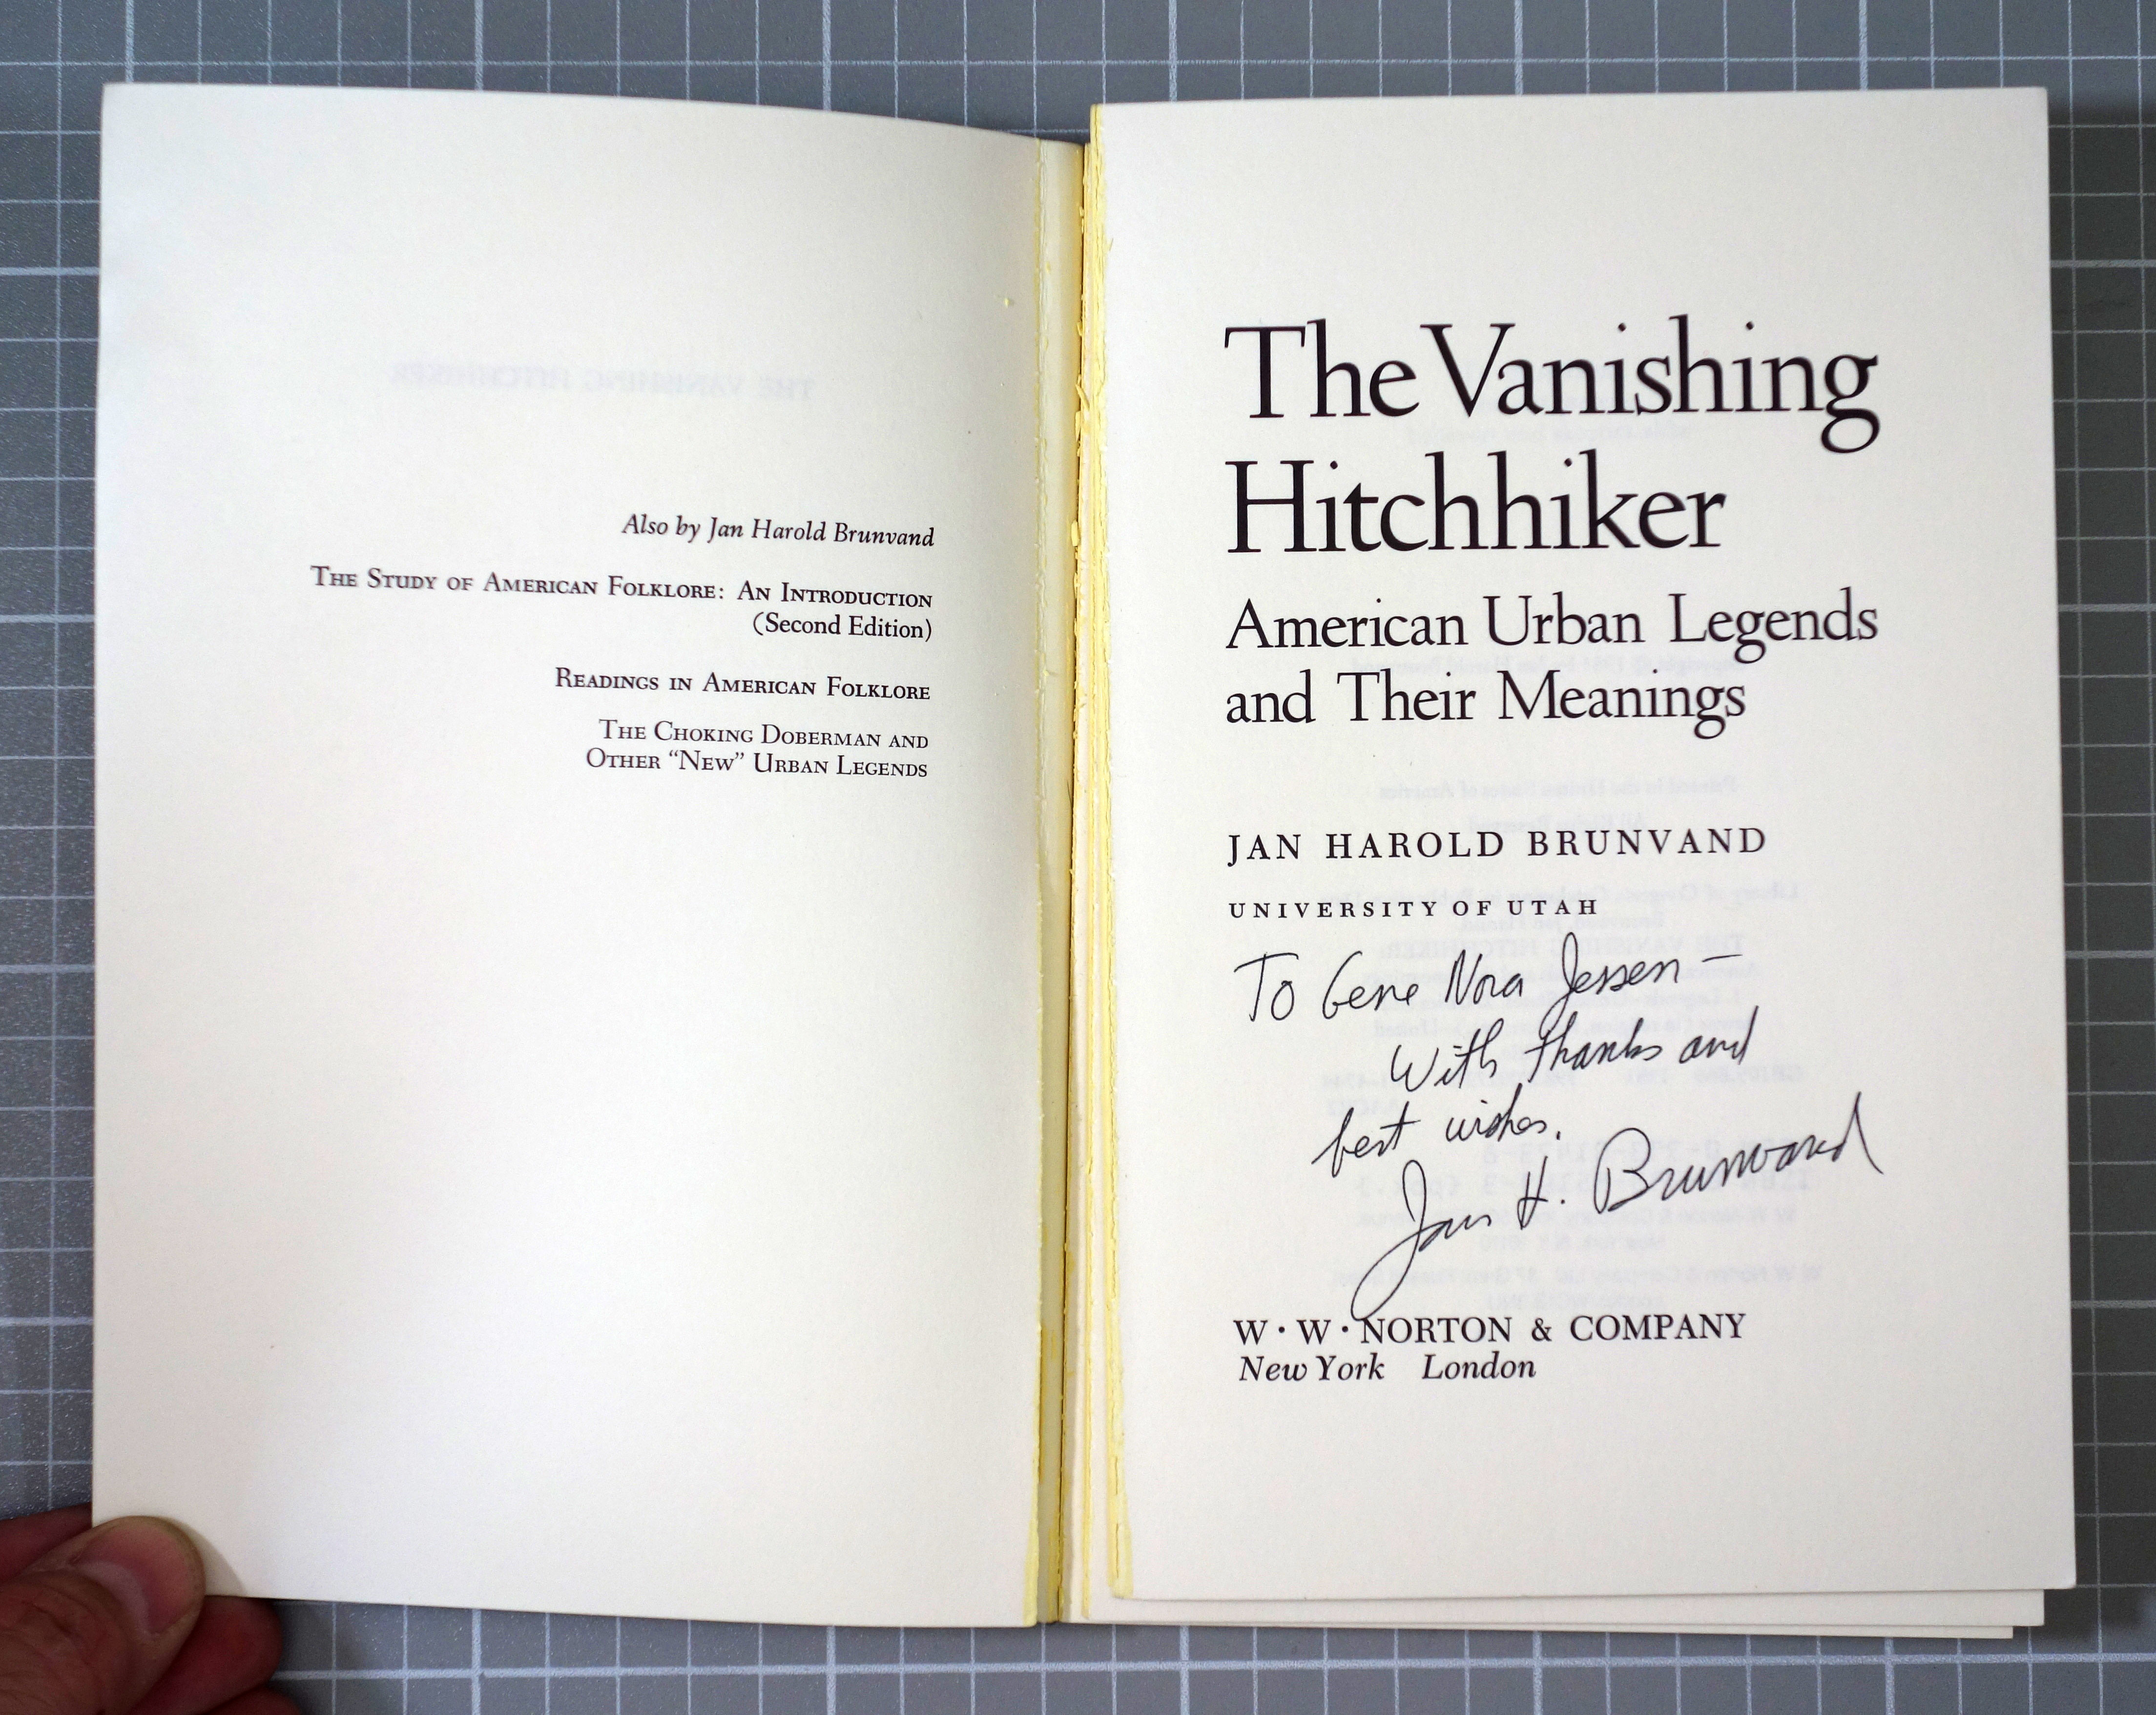 Also by Jan Harold Brunvand
The Study of American Folklore: An Introduction
(Second Edition)
Readings in American Folklore
The Choking Doberman and
Other “New” Urban Legends
The Vanishing
Hitchhiker
American Urban Legends
and Their Meanings
JAN HAROLD BRUNVAND
UNIVERSITY OF UTAH
To Gene Nora Jessen –
With thanks and
best wishes.
Jan H. Brunvand
W · W · NORTON & COMPANY
New York London